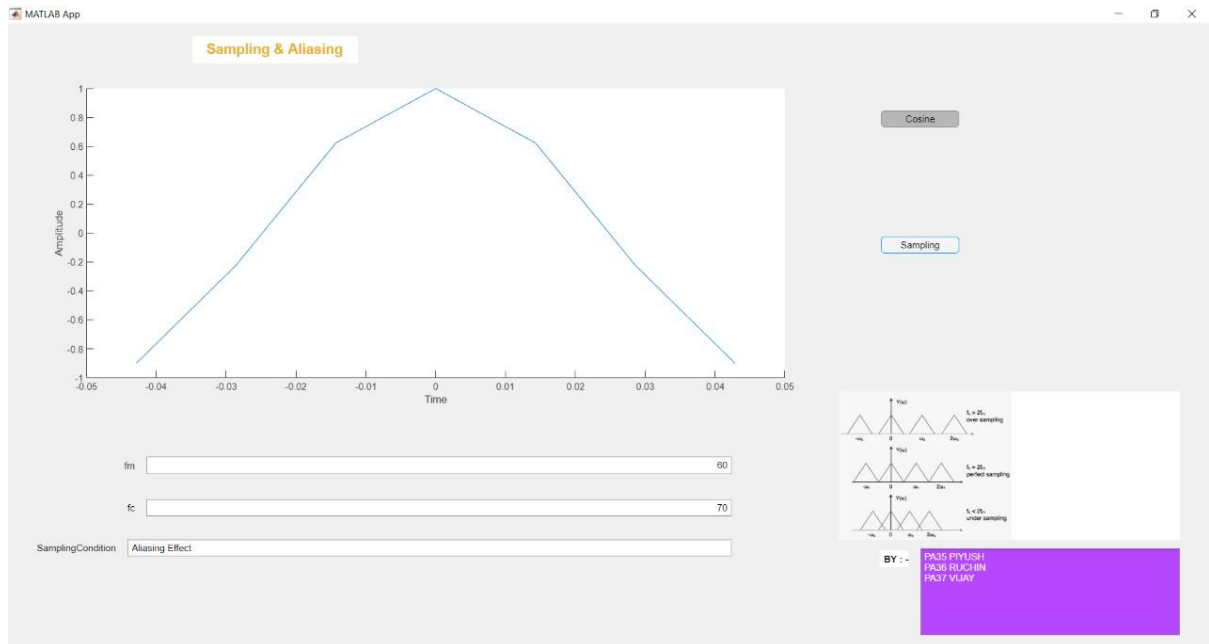 MATLAB App
Sampling & Aliasing
1
0.8
0.6
0.4
0.2
0
-0.2
-0.4
-0.6
-0.8
-1
Amplitude
-0.05 -0.04 -0.03 -0.02 -0.01 0 0.01 0.02 0.03 0.04 0.05
Time
Cosine
Sampling
over sampling
perfect sampling
under sampling
fm 60
fc 70
SamplingCondition Aliasing Effect
BY : -
PA35 PIYUSH
PA36 RUCHIN
PA37 VIJAY